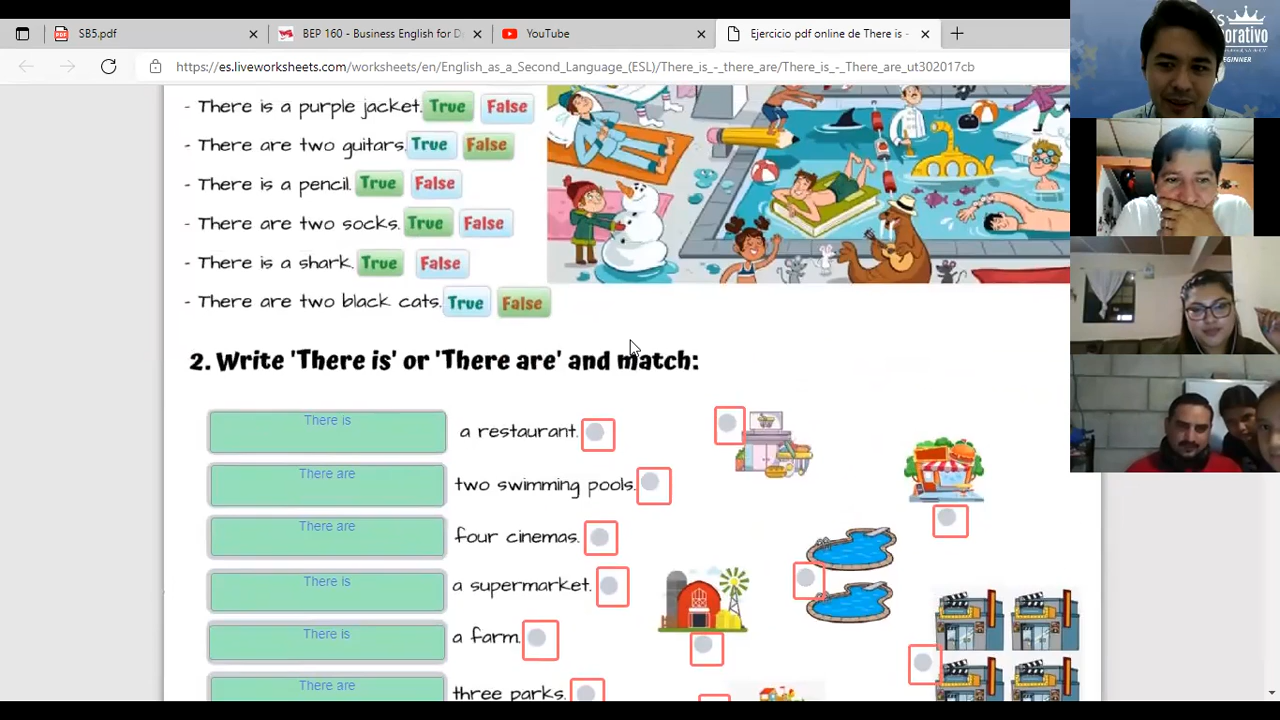 SB5.pdf
BEP 160 - Business English for D
YouTube
Ejercicio pdf online de There is -
https://es.liveworksheets.com/worksheets/en/English_as_a_Second_Language_(ESL)/There_is_-_there_are/There_is_-_There_are_ut302017cb
- There is a purple jacket. True False
- There are two guitars. True False
- There is a pencil. True False
- There are two socks. True False
- There is a shark. True False
- There are two black cats. True False
2. Write 'There is' or 'There are' and match:
There is a restaurant.
There are two swimming pools.
There are four cinemas.
There is a supermarket.
There is a farm.
There are three parks.